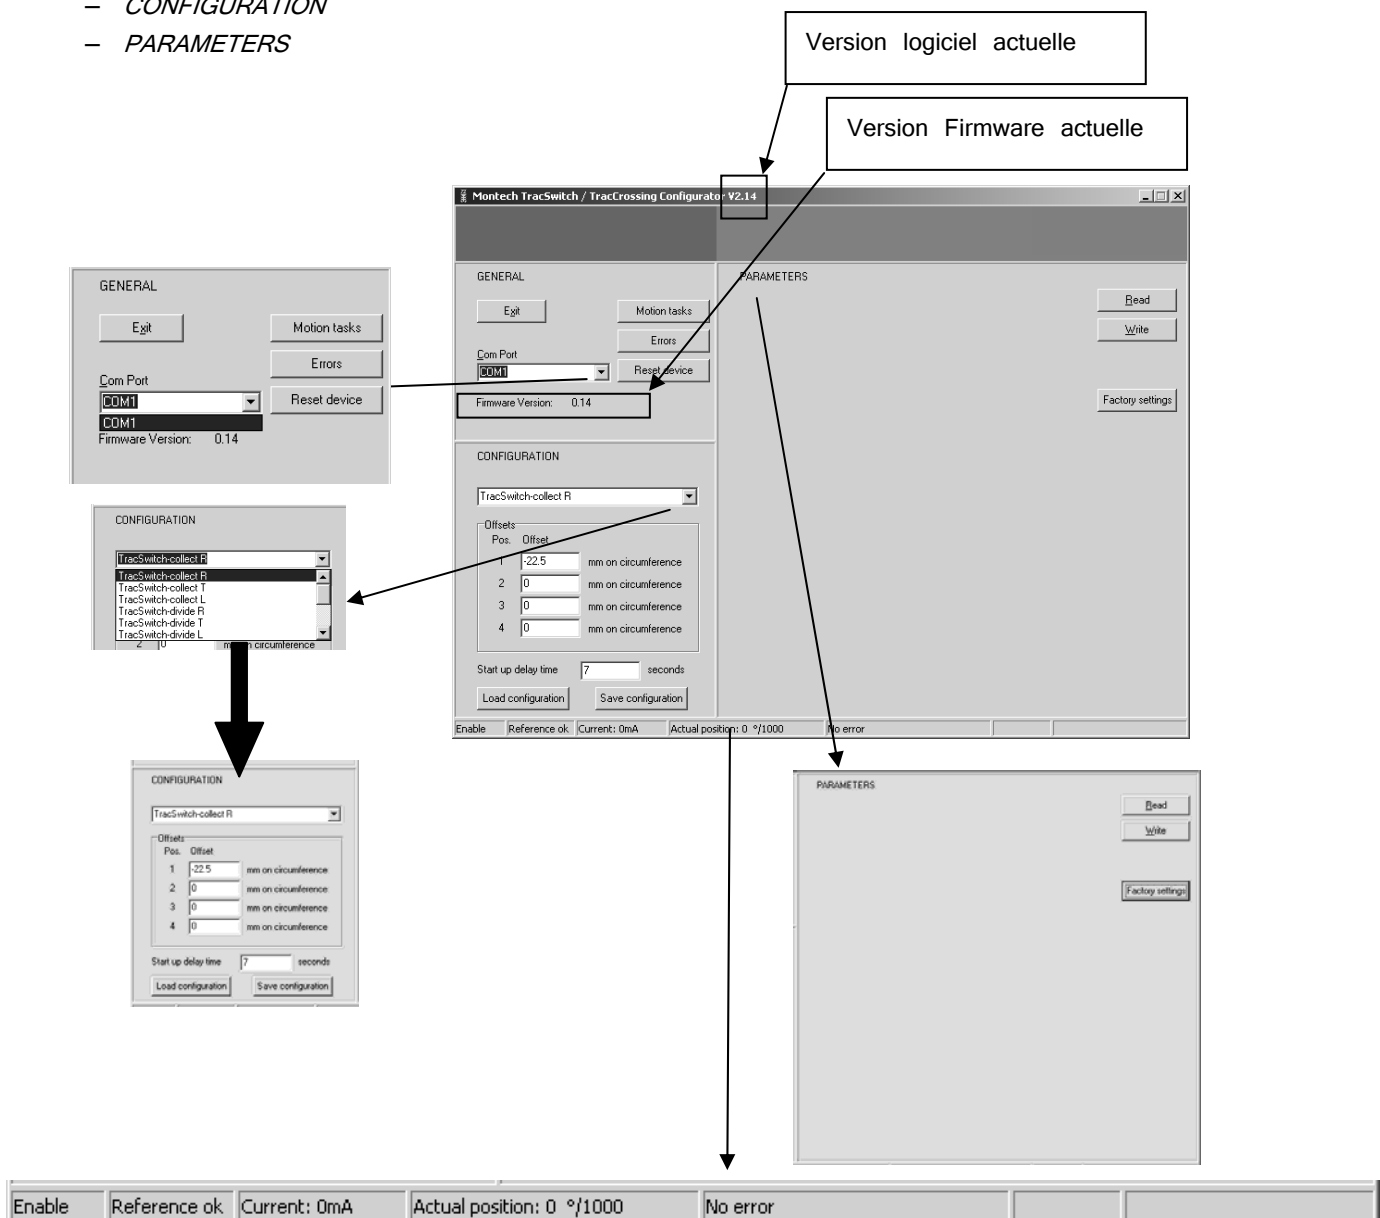 – CONFIGURATION
– PARAMETERS
Version logiciel actuelle
Version Firmware actuelle
Montech TracSwitch / TracCrossing Configurator V2.14
GENERAL
Exit
Motion tasks
Errors
Com Port
COM1
Reset device
Firmware Version: 0.14
PARAMETERS
Read
Write
Factory settings
CONFIGURATION
TracSwitch-collect R
Offsets
Pos. Offset
1 -22.5 mm on circumference
2 0 mm on circumference
3 0 mm on circumference
4 0 mm on circumference
Start up delay time 7 seconds
Load configuration Save configuration
Enable Reference ok Current: 0mA Actual position: 0 °/1000 No error
GENERAL
Exit
Motion tasks
Errors
Com Port
COM1
Reset device
COM1
Firmware Version: 0.14
CONFIGURATION
TracSwitch-collect R
TracSwitch-collect R
TracSwitch-collect T
TracSwitch-collect L
TracSwitch-divide R
TracSwitch-divide T
TracSwitch-divide L
2 0 mm on circumference
CONFIGURATION
TracSwitch-collect R
Offsets
Pos. Offset
1 -22.5 mm on circumference
2 0 mm on circumference
3 0 mm on circumference
4 0 mm on circumference
Start up delay time 7 seconds
Load configuration Save configuration
PARAMETERS
Read
Write
Factory settings
Enable Reference ok Current: 0mA Actual position: 0 °/1000 No error